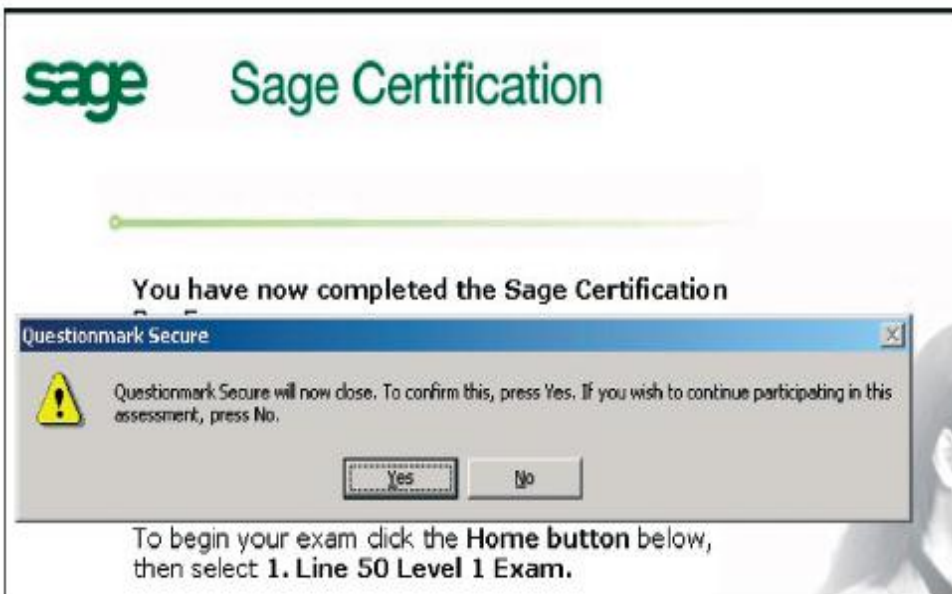 sage Sage Certification
You have now completed the Sage Certification
Questionmark Secure
Questionmark Secure will now close. To confirm this, press Yes. If you wish to continue participating in this
assessment, press No.
Yes No
To begin your exam click the Home button below,
then select 1. Line 50 Level 1 Exam.